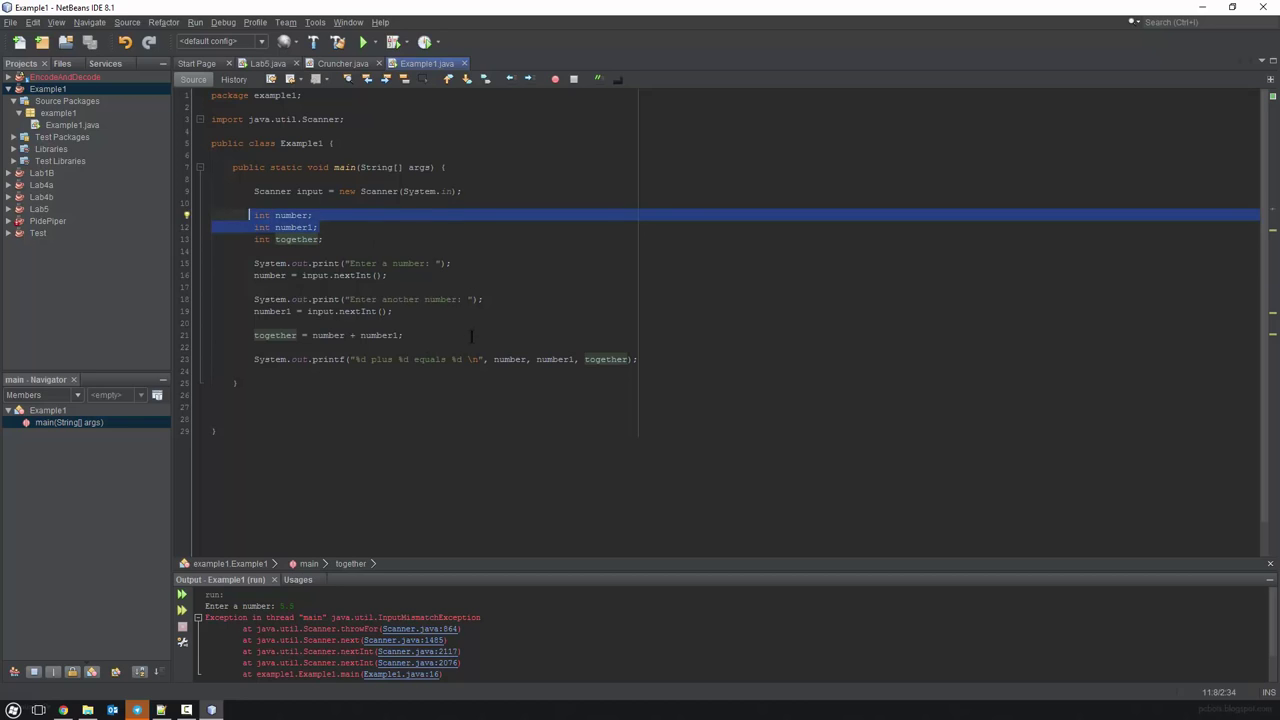 Example1 - NetBeans IDE 8.1
File Edit View Navigate Source Refactor Run Debug Profile Team Tools Window Help
Search (Ctrl+I)
<default config>
Projects Files Services
Start Page Lab5.java Cruncher.java Example1.java
Source History
EncodeAndDecode
Example1
Source Packages
example1
Example1.java
Test Packages
Libraries
Test Libraries
Lab1B
Lab4a
Lab4b
Lab5
PidePiper
Test
1 package example1;
2
3 import java.util.Scanner;
4
5 public class Example1 {
6
7 public static void main(String[] args) {
8
9 Scanner input = new Scanner(System.in);
10
int number;
12 int number1;
13 int together;
14
15 System.out.print("Enter a number: ");
16 number = input.nextInt();
17
18 System.out.print("Enter another number: ");
19 number1 = input.nextInt();
20
21 together = number + number1;
22
23 System.out.printf("%d plus %d equals %d \n", number, number1, together);
24
25 }
26
27
28
29 }
main - Navigator
Members <empty>
Example1
main(String[] args)
example1.Example1 main together
Output - Example1 (run) Usages
run:
Enter a number: 5.5
Exception in thread "main" java.util.InputMismatchException
at java.util.Scanner.throwFor(Scanner.java:864)
at java.util.Scanner.next(Scanner.java:1485)
at java.util.Scanner.nextInt(Scanner.java:2117)
at java.util.Scanner.nextInt(Scanner.java:2076)
at example1.Example1.main(Example1.java:16)
11:8/2:34 INS